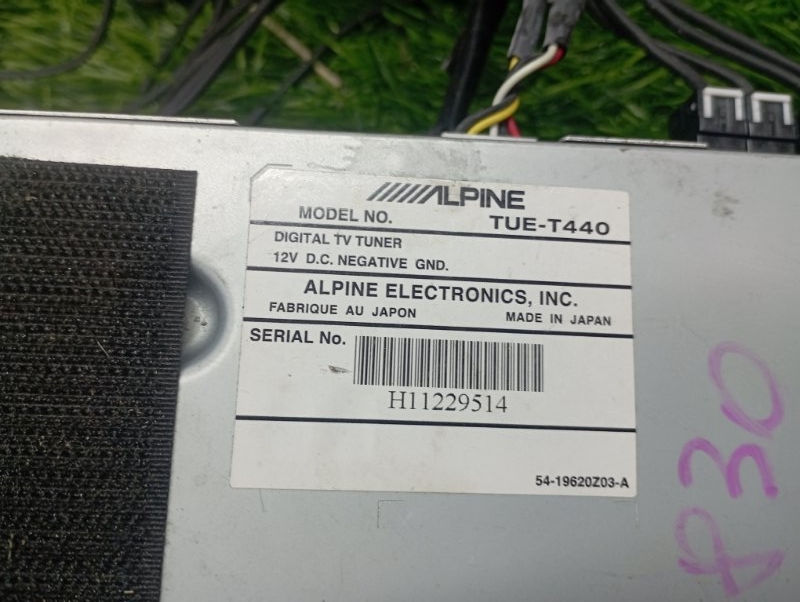 ALPINE
MODEL NO. TUE-T440
DIGITAL TV TUNER
12V D.C. NEGATIVE GND.
ALPINE ELECTRONICS, INC.
FABRIQUE AU JAPON MADE IN JAPAN
SERIAL No.
H11229514
54-19620Z03-A